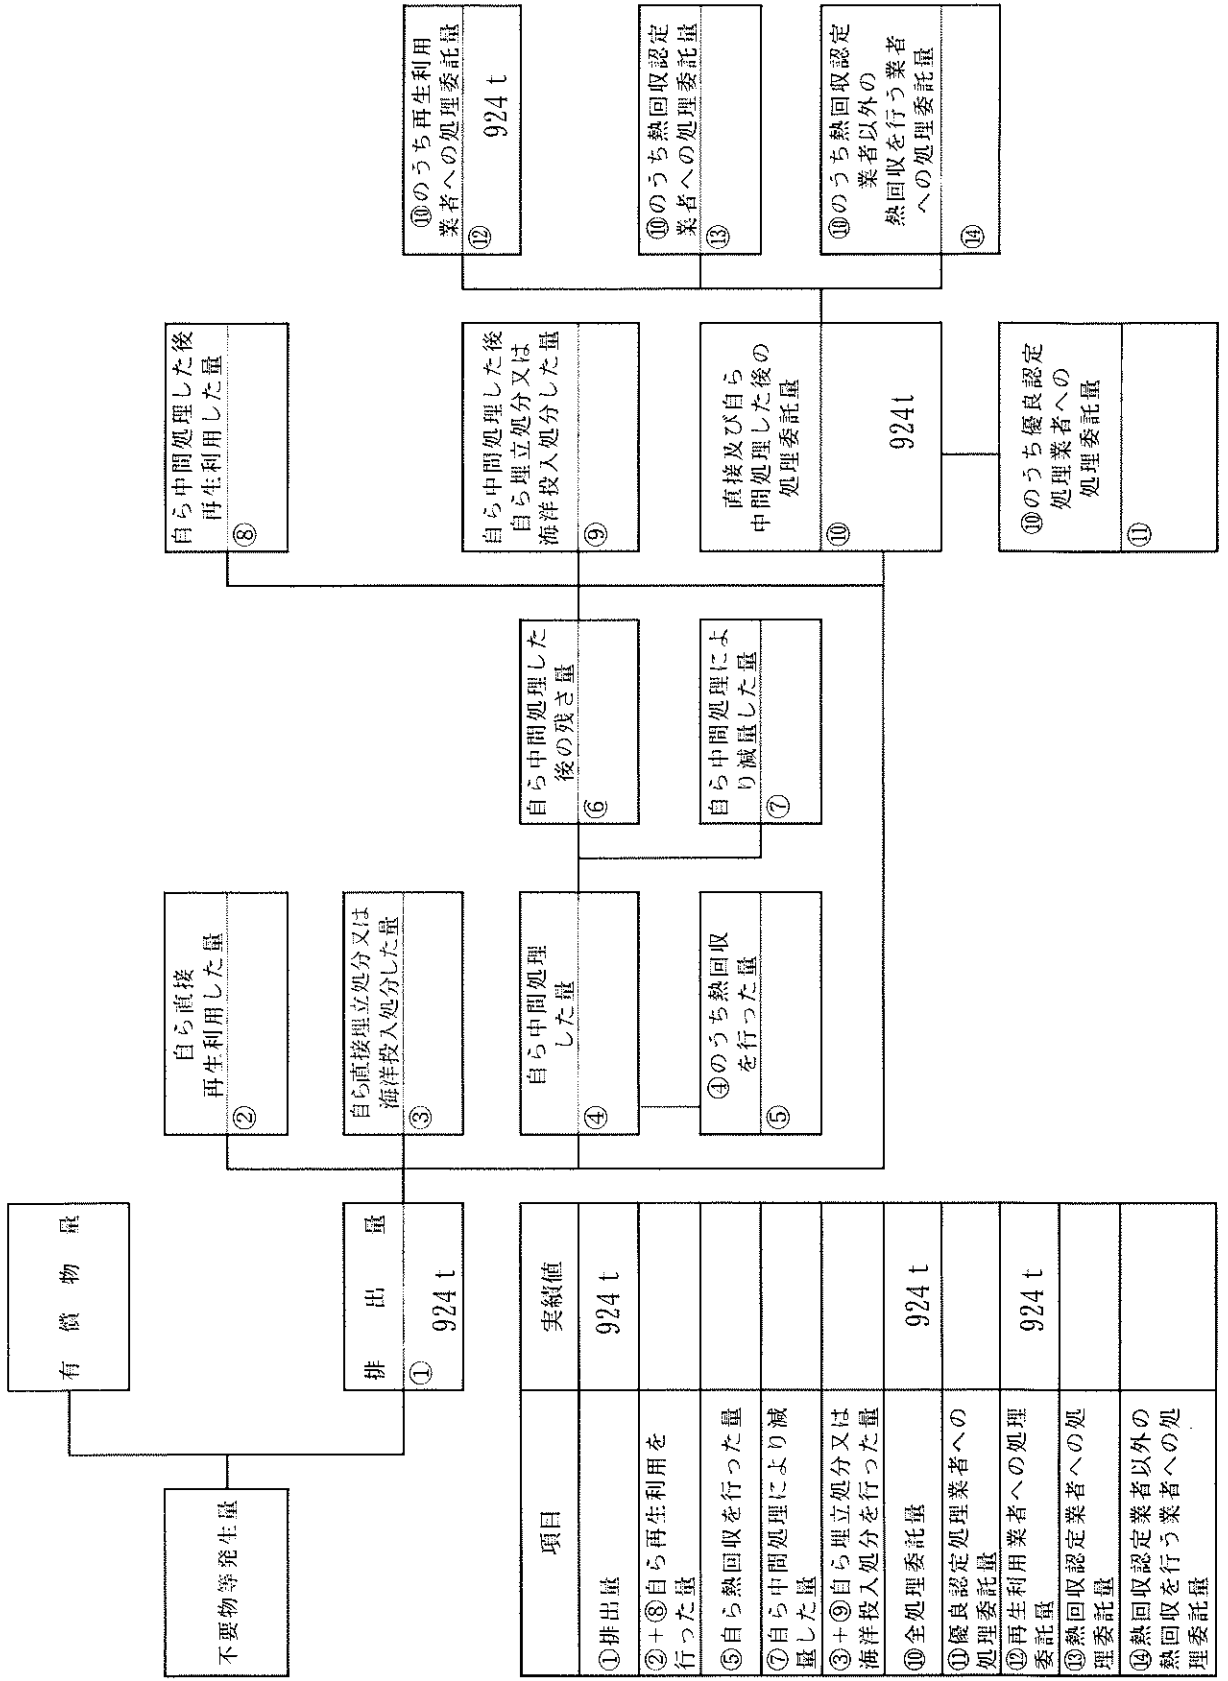 不要物等発生量
有償物量
排出量
①
924 t
自ら直接
再生利用した量
②
自ら直接埋立処分又は
海洋投入処分した量
③
自ら中間処理
した量
④
④のうち熱回収
を行った量
⑤
自ら中間処理した
後の残さ量
⑥
自ら中間処理によ
り減量した量
⑦
自ら中間処理した後
再生利用した量
⑧
自ら中間処理した後
自ら埋立処分又は
海洋投入処分した量
⑨
直接及び自ら
中間処理した後の
処理委託量
⑩
924t
⑩のうち優良認定
処理業者への
処理委託量
⑪
⑩のうち再生利用
業者への処理委託量
⑫
924 t
⑩のうち熱回収認定
業者への処理委託量
⑬
⑩のうち熱回収認定
業者以外の
熱回収を行う業者
への処理委託量
⑭
項目 実績値
①排出量 924 t
②+⑧自ら再生利用を
行った量
⑤自ら熱回収を行った量
⑦自ら中間処理により減
量した量
③+⑨自ら埋立処分又は
海洋投入処分を行った量
⑩全処理委託量 924 t
⑪優良認定処理業者への
処理委託量
⑫再生利用業者への処理
委託量 924 t
⑬熱回収認定業者への処
理委託量
⑭熱回収認定業者以外の
熱回収を行う業者への処
理委託量